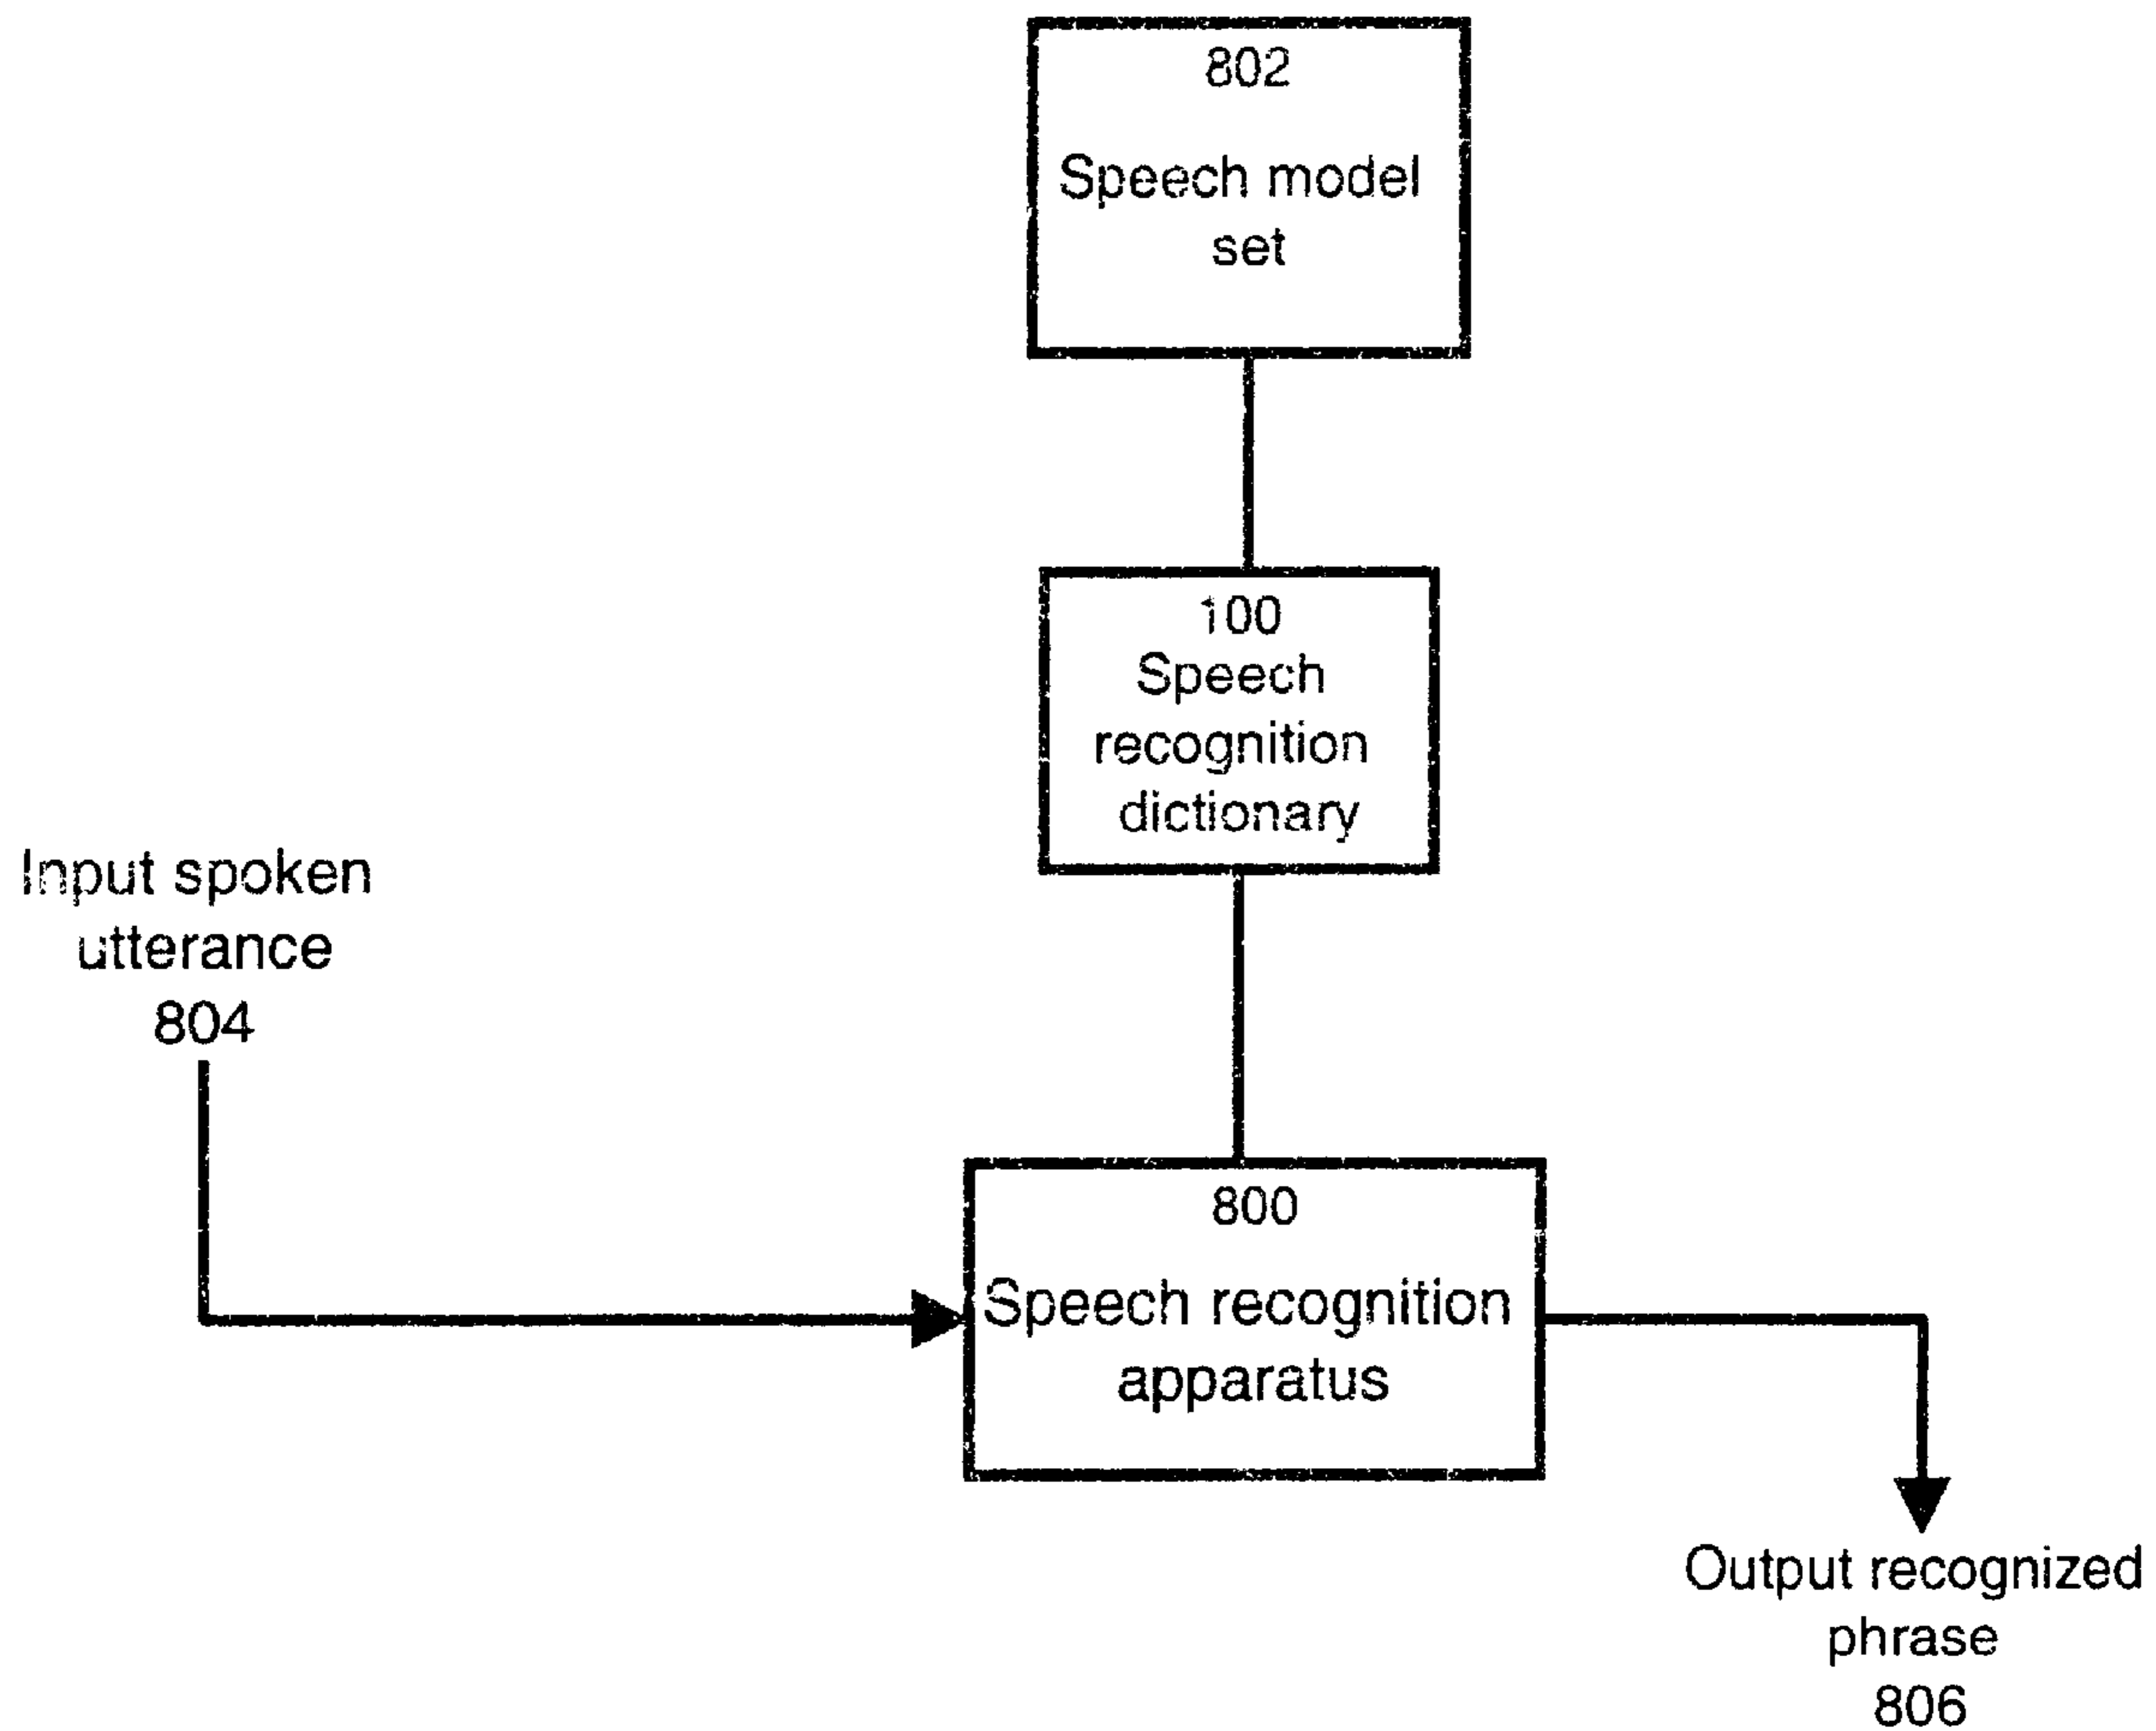 802
Speech model
set
100
Speech
recognition
dictionary
Input spoken
utterance
804
800
Speech recognition
apparatus
Output recognized
phrase
806